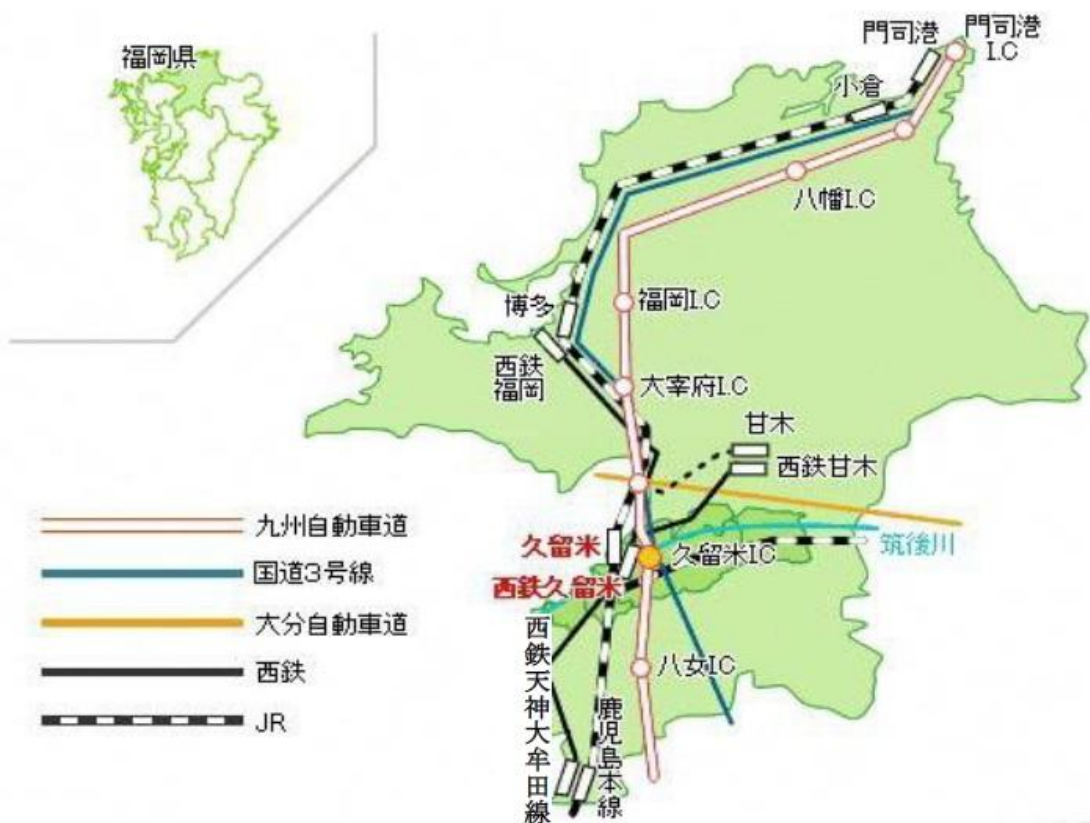 福岡県
門司港
門司港
I.C
小倉
八幡I.C
博多
福岡I.C
西鉄
福岡
大宰府I.C
甘木
西鉄甘木
九州自動車道
国道3号線
大分自動車道
西鉄
JR
久留米
久留米IC
筑後川
西鉄久留米
八女IC
西鉄天神大牟田線
鹿児島本線